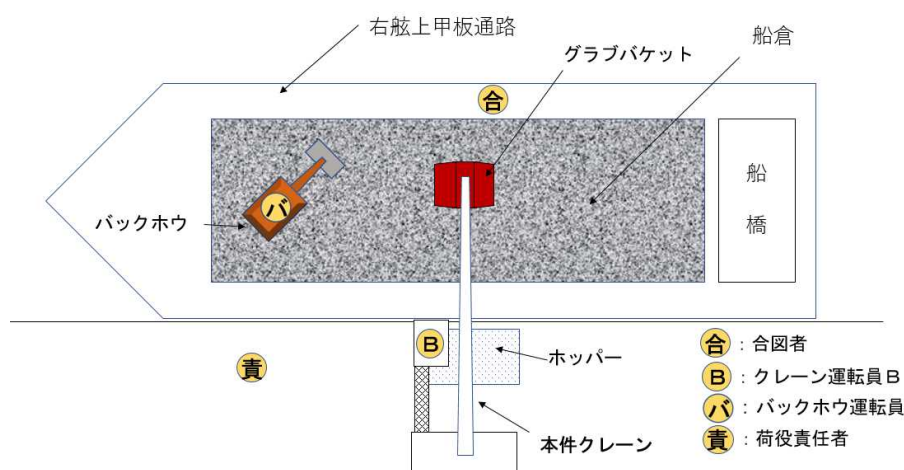 右舷上甲板通路
グラブバケット
船倉
合
バ
バックホウ
船
橋
B
ホッパー
責
本件クレーン
合：合図者
B：クレーン運転員B
バ：バックホウ運転員
責：荷役責任者